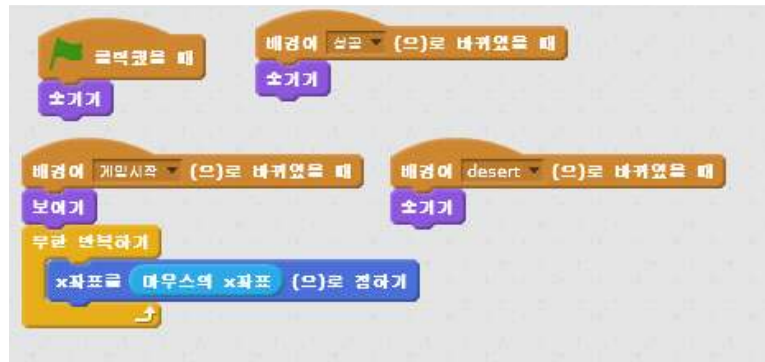 클릭했을 때
숨기기
배경이 성공 (으)로 바뀌었을 때
숨기기
배경이 게임시작 (으)로 바뀌었을 때
보이기
무한 반복하기
x좌표를 마우스의 x좌표 (으)로 정하기
배경이 desert (으)로 바뀌었을 때
숨기기